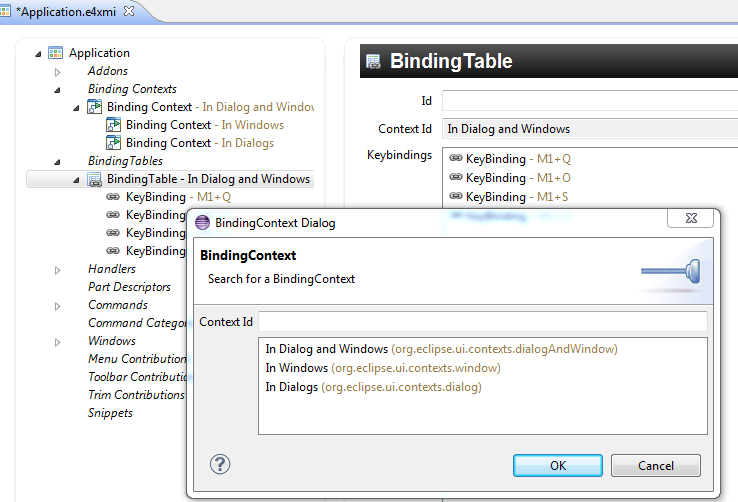 *Application.e4xmi
Application
Addons
Binding Contexts
Binding Context - In Dialog and Windov
Binding Context - In Windows
Binding Context - In Dialogs
BindingTables
BindingTable - In Dialog and Windows
KeyBinding - M1+Q
KeyBinding
KeyBinding
KeyBinding
Handlers
Part Descriptors
Commands
Command Catego
Windows
Menu Contribution
Toolbar Contributio
Trim Contributions
Snippets
BindingTable
Id
Context Id In Dialog and Windows
Keybindings
KeyBinding - M1+Q
KeyBinding - M1+O
KeyBinding - M1+S
BindingContext Dialog
BindingContext
Search for a BindingContext
Context Id
In Dialog and Windows (org.eclipse.ui.contexts.dialogAndWindow)
In Windows (org.eclipse.ui.contexts.window)
In Dialogs (org.eclipse.ui.contexts.dialog)
OK
Cancel